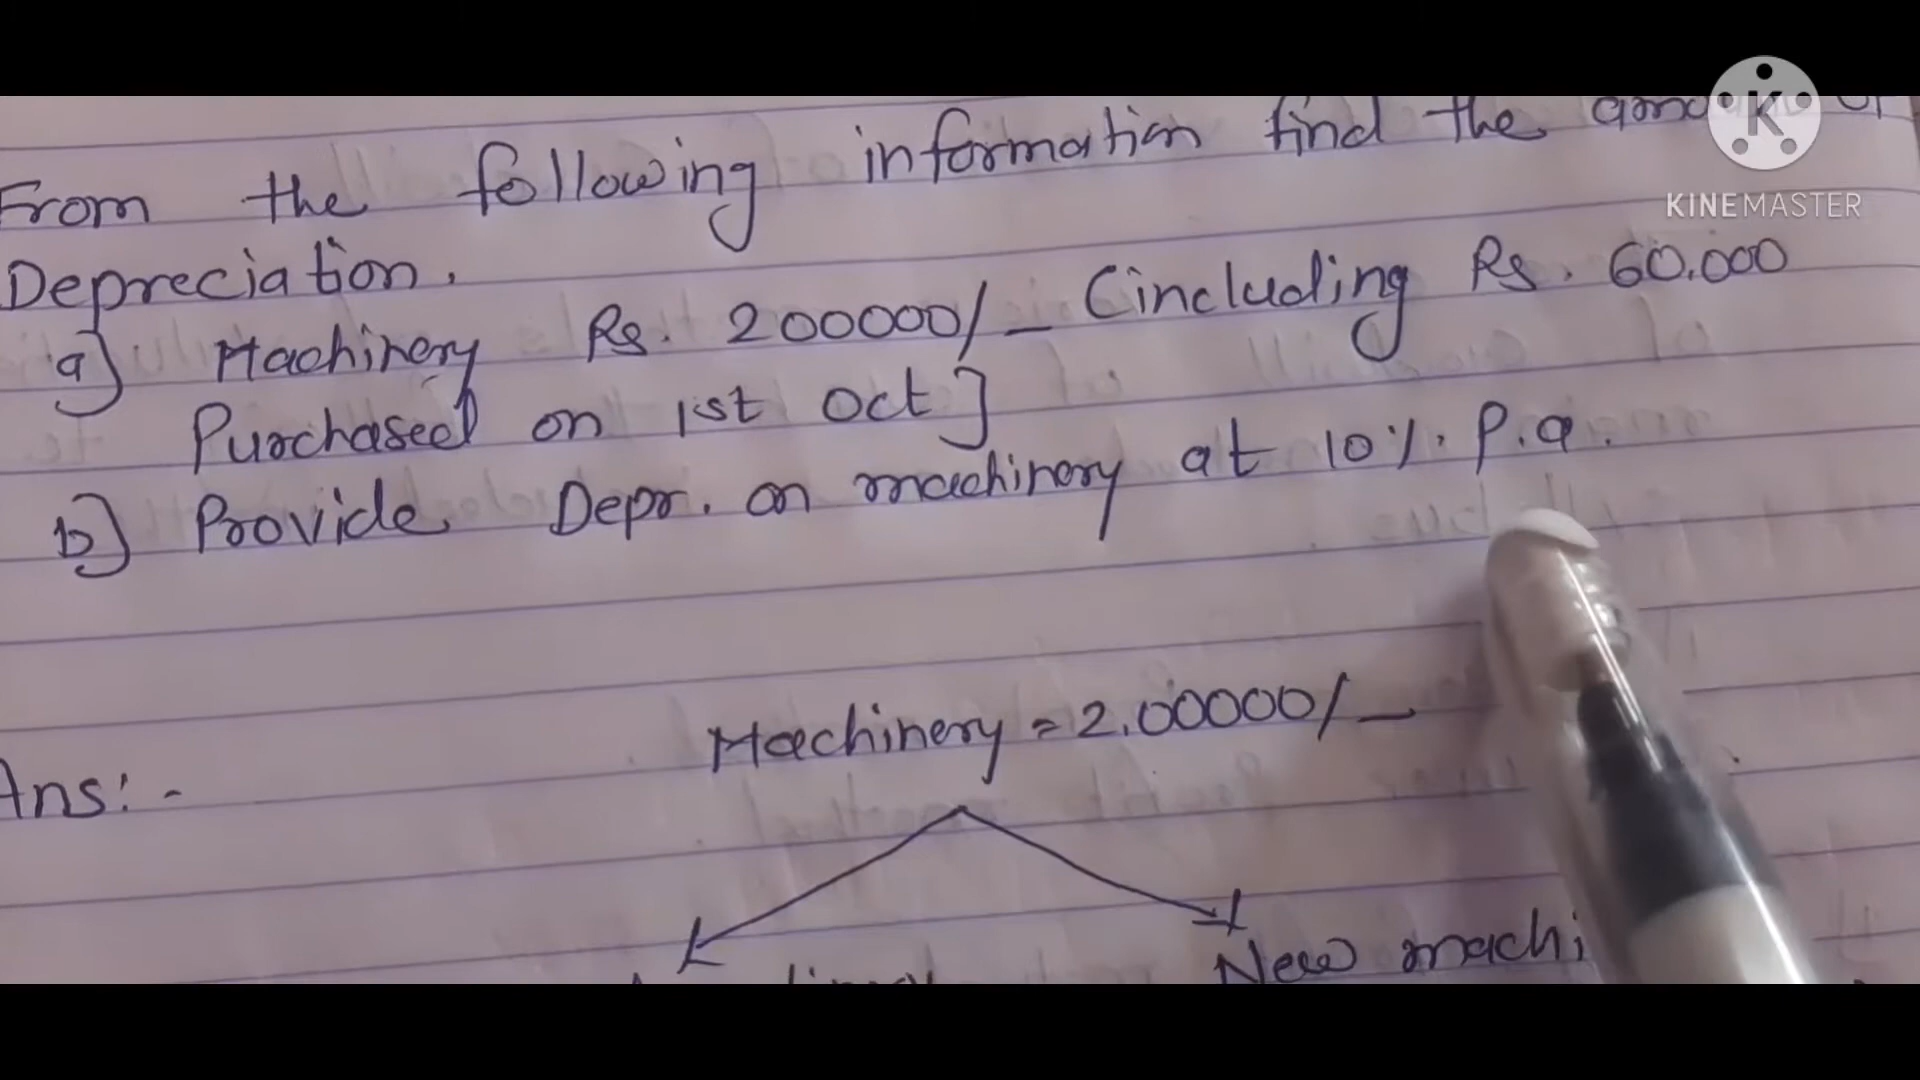 From the following information find the
Depreciation.
a] Machinery Rs. 200000/- (including Rs. 60.000
Purchased on 1st Oct]
b] Provide Depr. on machinery at 10%. P.a.
Machinery = 2.00000/-
Ans:-
New machi
K
KINEMASTER